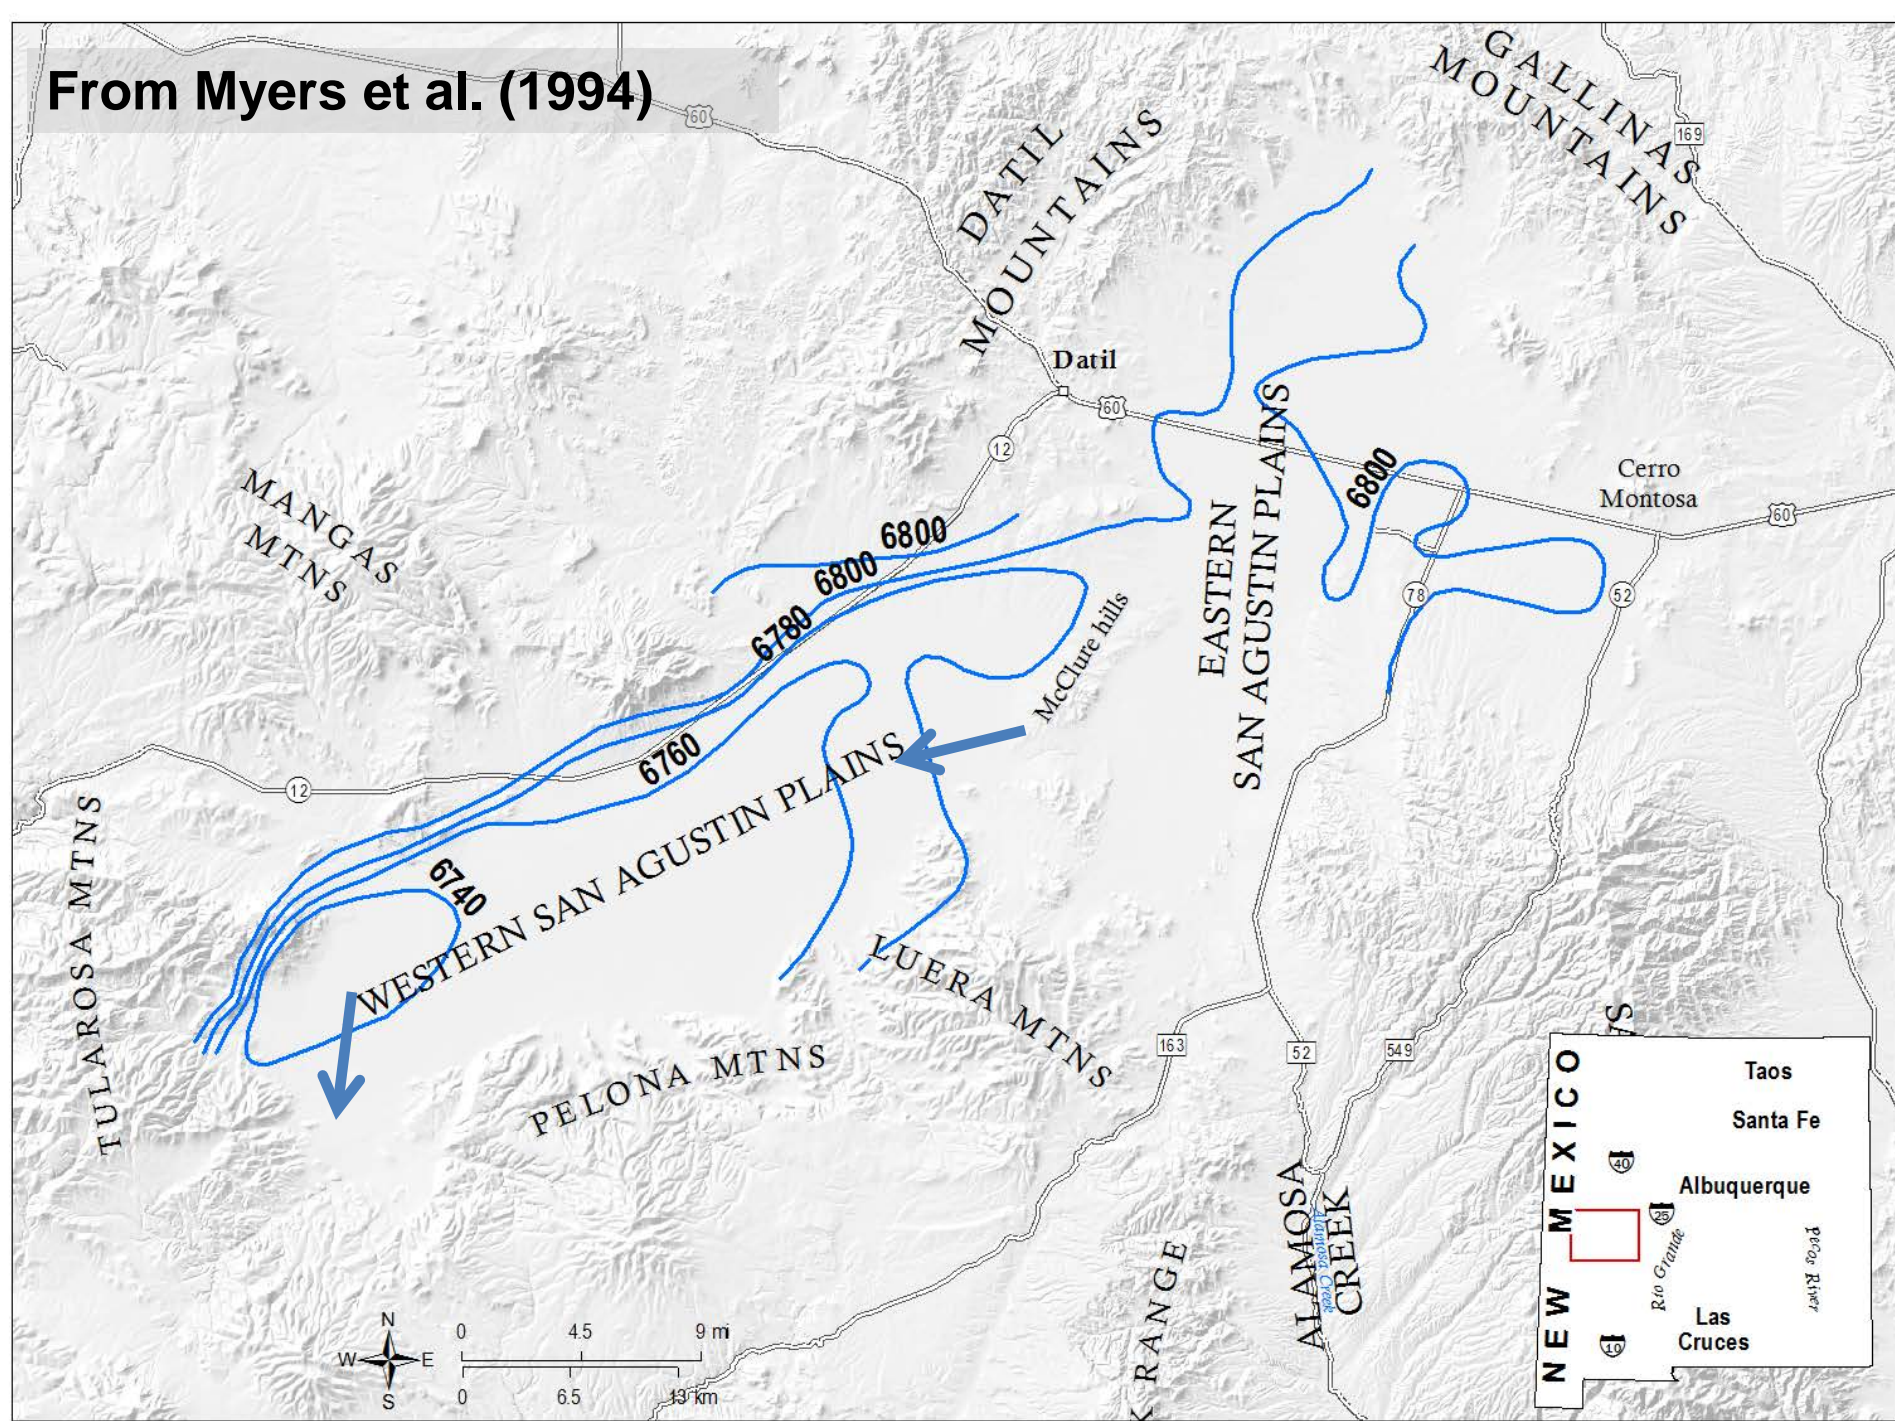 From Myers et al. (1994)
60
GALLINAS
MOUNTAINS
169
DATIL
MOUNTAINS
Datil
60
12
MANGAS
MTNS
6800
6800
6800
6780
6760
6740
Cerro
Montosa
60
EASTERN
SAN AGUSTIN PLAINS
McClure hills
78
52
12
WESTERN SAN AGUSTIN PLAINS
TULAROSA MTNS
LUERA MTNS
PELONA MTNS
163
52
549
ALAMOSA
CREEK
Alamosa Creek
RANGE
N
W
E
S
0
4.5
9 mi
0
6.5
13 km
NEW MEXICO
Taos
Santa Fe
40
Albuquerque
25
Rio Grande
Pecos River
Las
Cruces
10